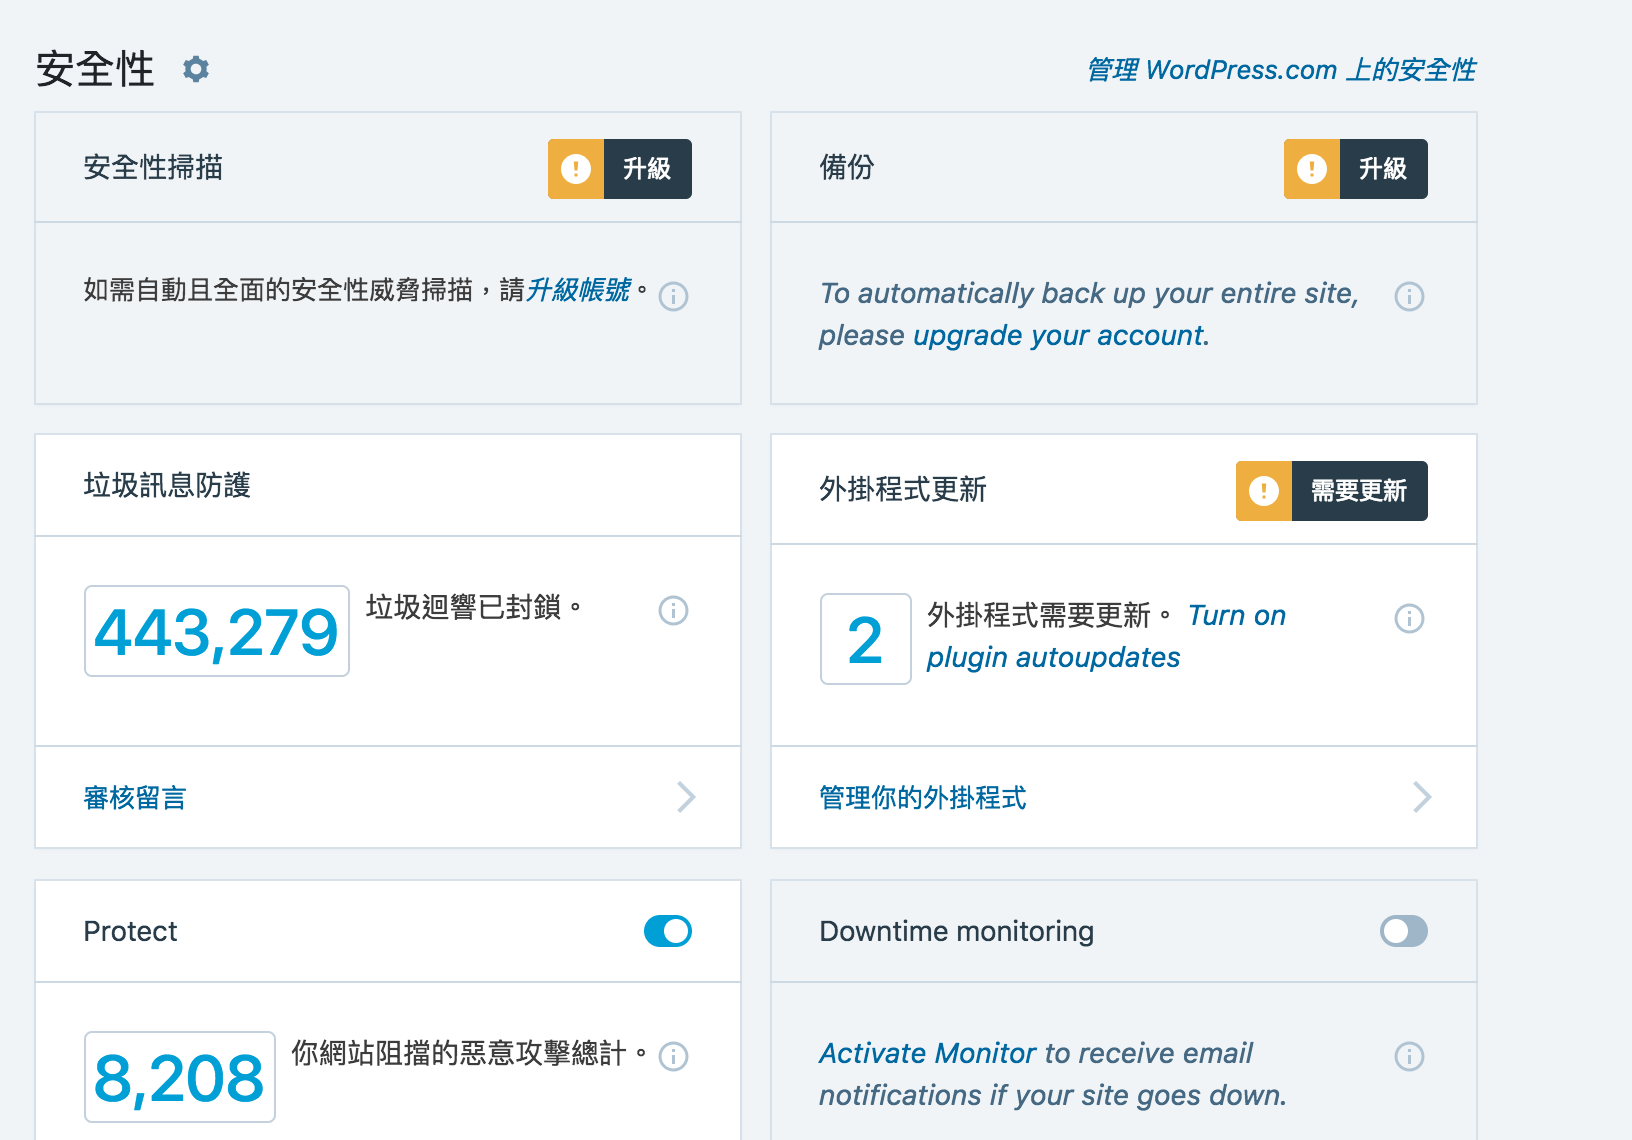 安全性
管理 WordPress.com 上的安全性
安全性掃描
升級
如需自動且全面的安全性威脅掃描，請升級帳號。
備份
升級
To automatically back up your entire site,
please upgrade your account.
垃圾訊息防護
443,279
垃圾迴響已封鎖。
審核留言
外掛程式更新
需要更新
2
外掛程式需要更新。 Turn on
plugin autoupdates
管理你的外掛程式
Protect
8,208
你網站阻擋的惡意攻擊總計。
Downtime monitoring
Activate Monitor to receive email
notifications if your site goes down.